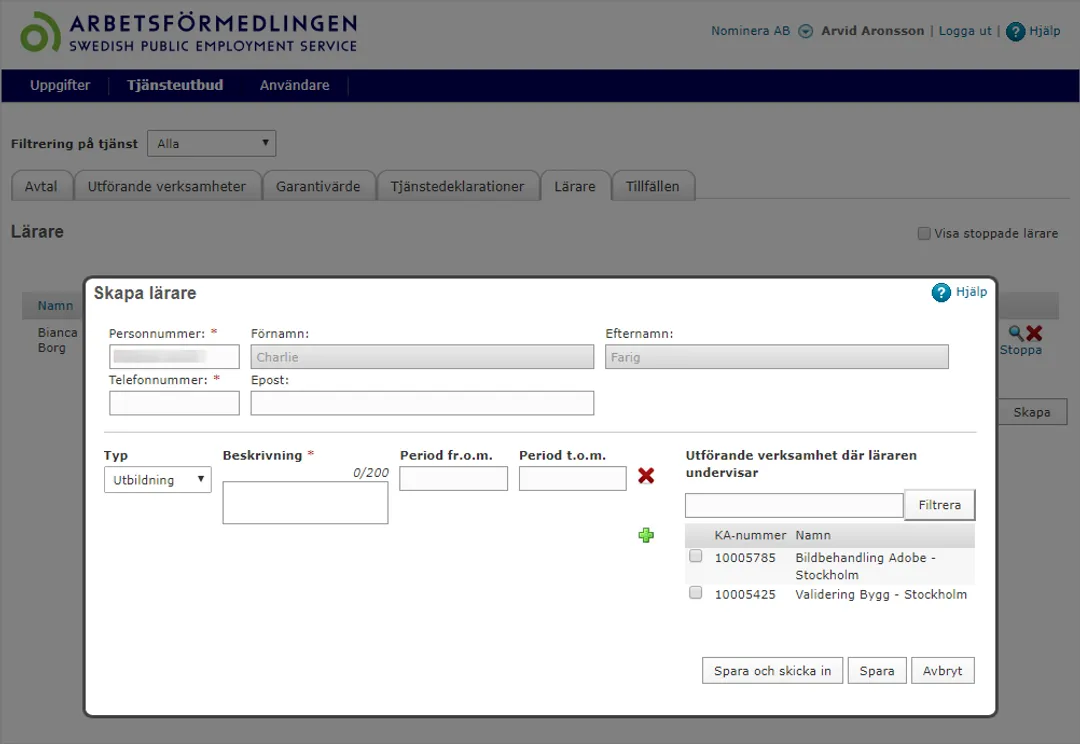 ARBETSFÖRMEDLINGEN
SWEDISH PUBLIC EMPLOYMENT SERVICE
Nominera AB Arvid Aronsson | Logga ut | ? Hjälp
Uppgifter Tjänsteutbud Användare
Filtrering på tjänst Alla
Avtal Utförande verksamheter Garantivärde Tjänstedeklarationer Lärare Tillfällen
Lärare
Visa stoppade lärare
Namn
Bianca
Borg
Stoppa
Skapa
Skapa lärare
? Hjälp
Personnummer: * Förnamn: Efternamn:
Charlie Farig
Telefonnummer: * Epost:
Typ Beskrivning * Period fr.o.m. Period t.o.m.
0/200
Utbildning
Utförande verksamhet där läraren
undervisar
Filtrera
KA-nummer Namn
10005785 Bildbehandling Adobe -
Stockholm
10005425 Validering Bygg - Stockholm
Spara och skicka in Spara Avbryt